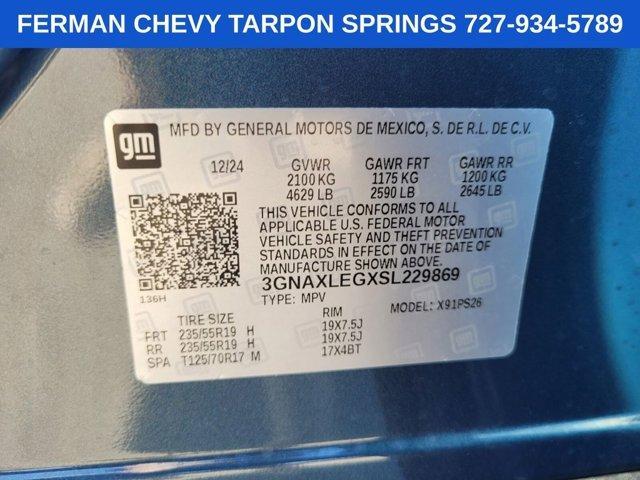 FERMAN CHEVY TARPON SPRINGS 727-934-5789
gm
MFD BY GENERAL MOTORS DE MEXICO, S. DE R.L. DE C.V.
12/24 GVWR GAWR FRT GAWR RR
2100 KG 1175 KG 1200 KG
4629 LB 2590 LB 2645 LB
THIS VEHICLE CONFORMS TO ALL
APPLICABLE U.S. FEDERAL MOTOR
VEHICLE SAFETY AND THEFT PREVENTION
STANDARDS IN EFFECT ON THE DATE OF
MANUFACTURE SHOWN ABOVE.
3GNAXLEGXSL229869
136H
TYPE: MPV MODEL: X91PS26
TIRE SIZE RIM
FRT 235/55R19 H 19X7.5J
RR 235/55R19 H 19X7.5J
SPA T125/70R17 M 17X4BT